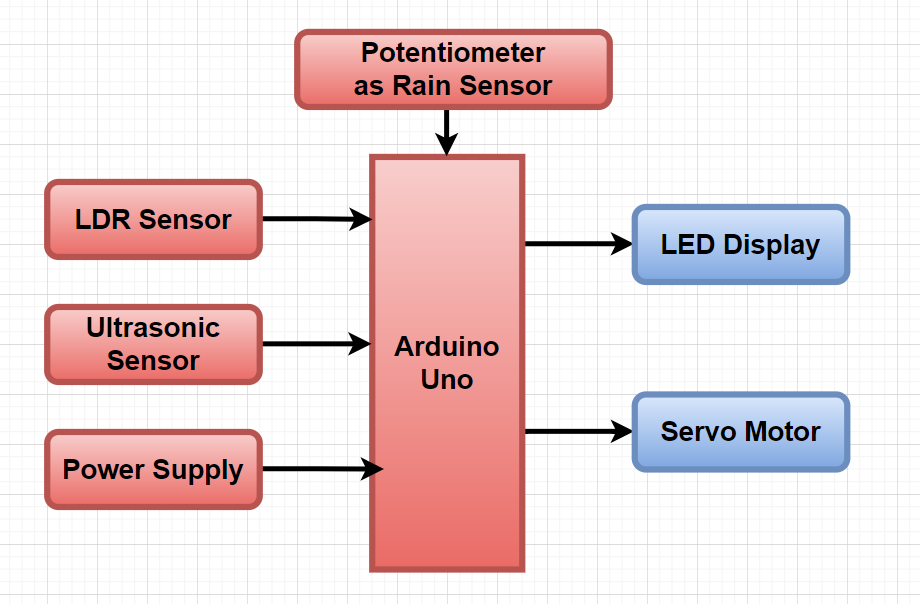 Potentiometer
as Rain Sensor
LDR Sensor
Ultrasonic
Sensor
Power Supply
Arduino
Uno
LED Display
Servo Motor